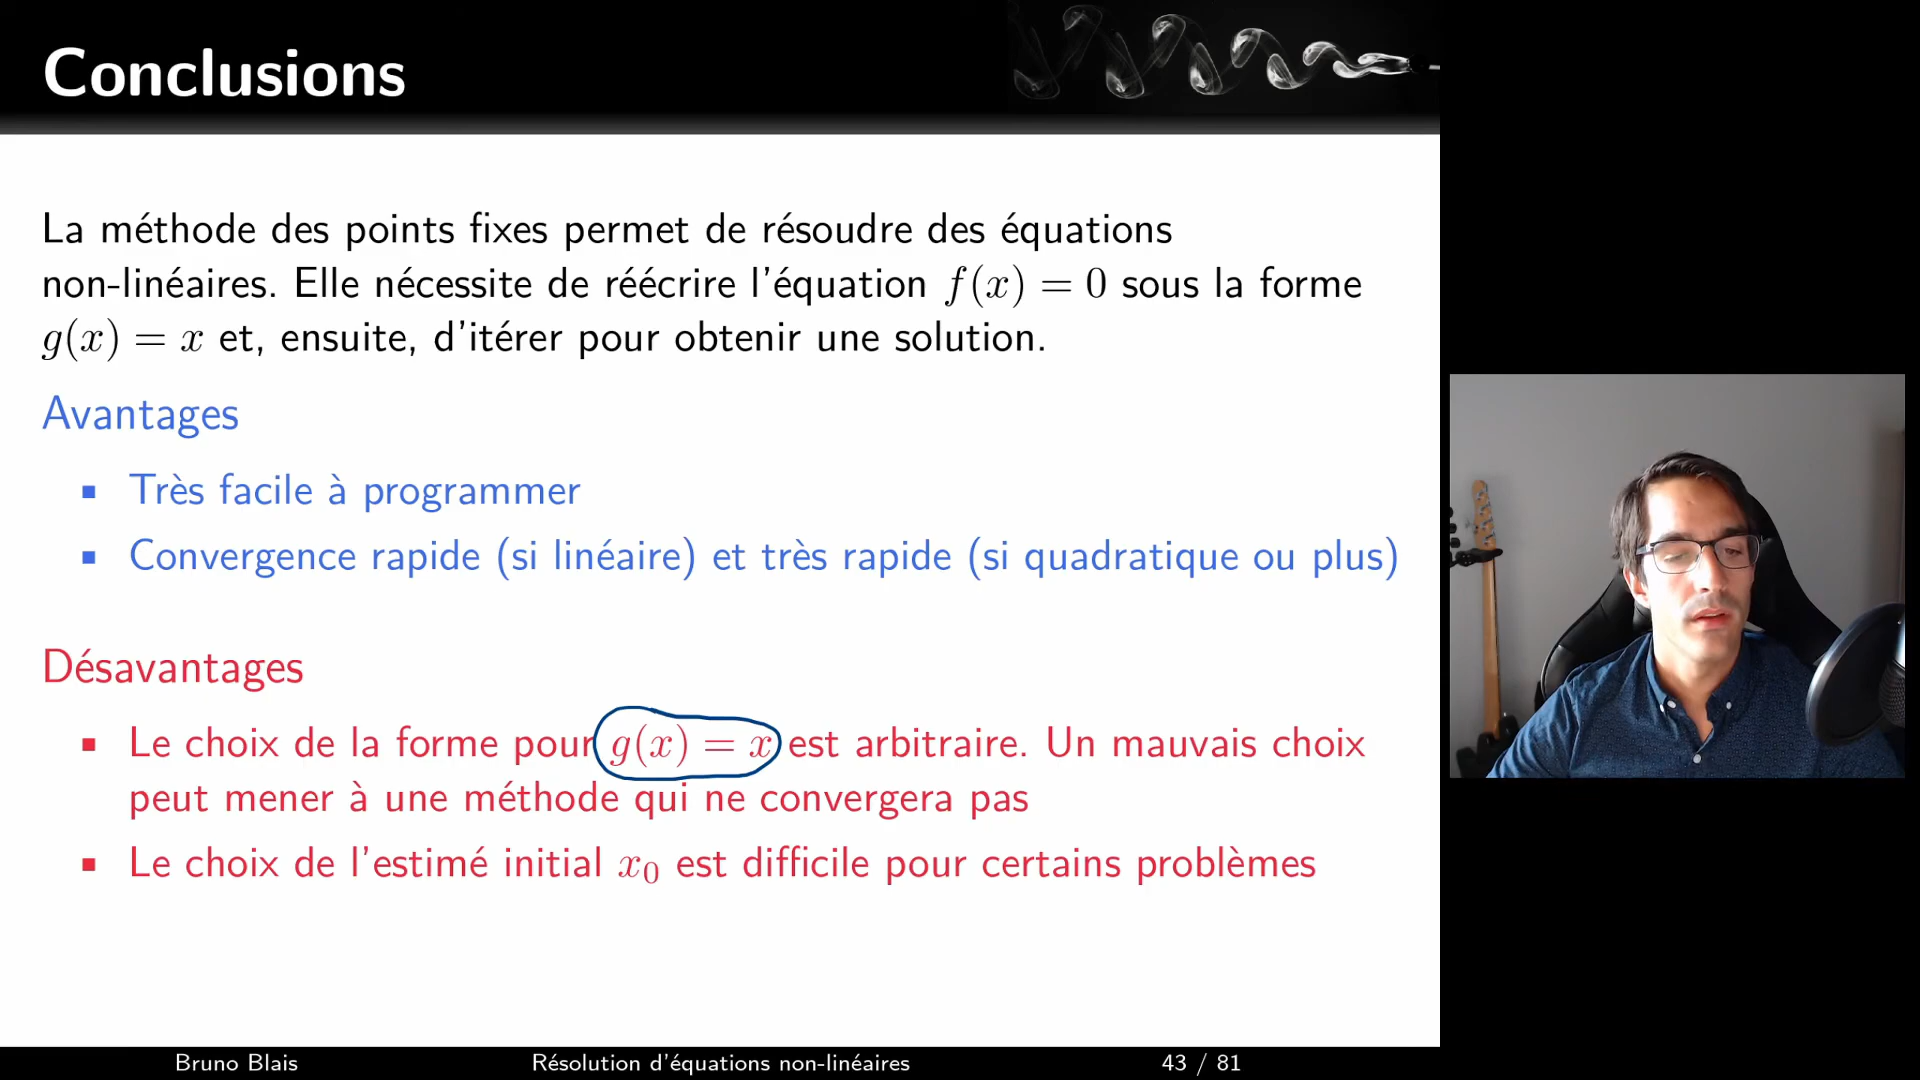 Conclusions
La méthode des points fixes permet de résoudre des équations
non-linéaires. Elle nécessite de réécrire l'équation f(x) = 0 sous la forme
g(x) = x et, ensuite, d'itérer pour obtenir une solution.
Avantages
▪ Très facile à programmer
▪ Convergence rapide (si linéaire) et très rapide (si quadratique ou plus)
Désavantages
▪ Le choix de la forme pour g(x) = x est arbitraire. Un mauvais choix
peut mener à une méthode qui ne convergera pas
▪ Le choix de l'estimé initial x₀ est difficile pour certains problèmes
Bruno Blais Résolution d'équations non-linéaires 43 / 81